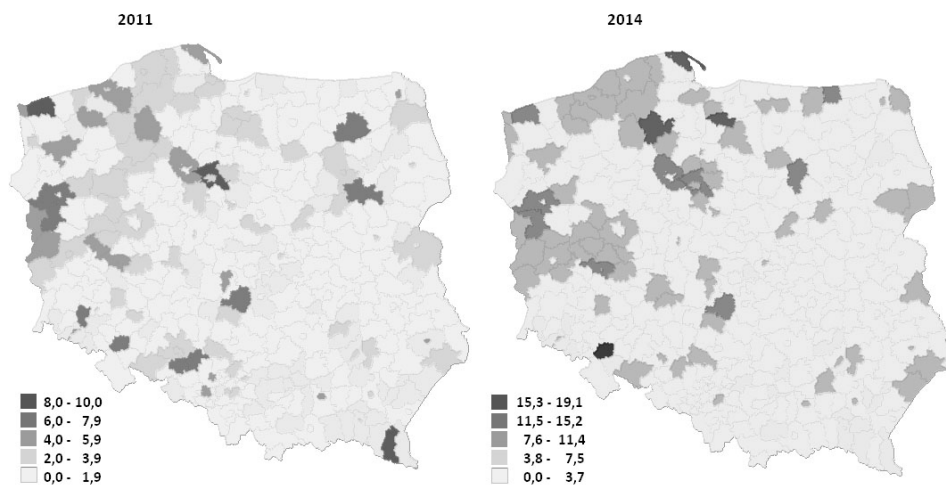 2011
2014
8,0 - 10,0
6,0 - 7,9
4,0 - 5,9
2,0 - 3,9
0,0 - 1,9
15,3 - 19,1
11,5 - 15,2
7,6 - 11,4
3,8 - 7,5
0,0 - 3,7